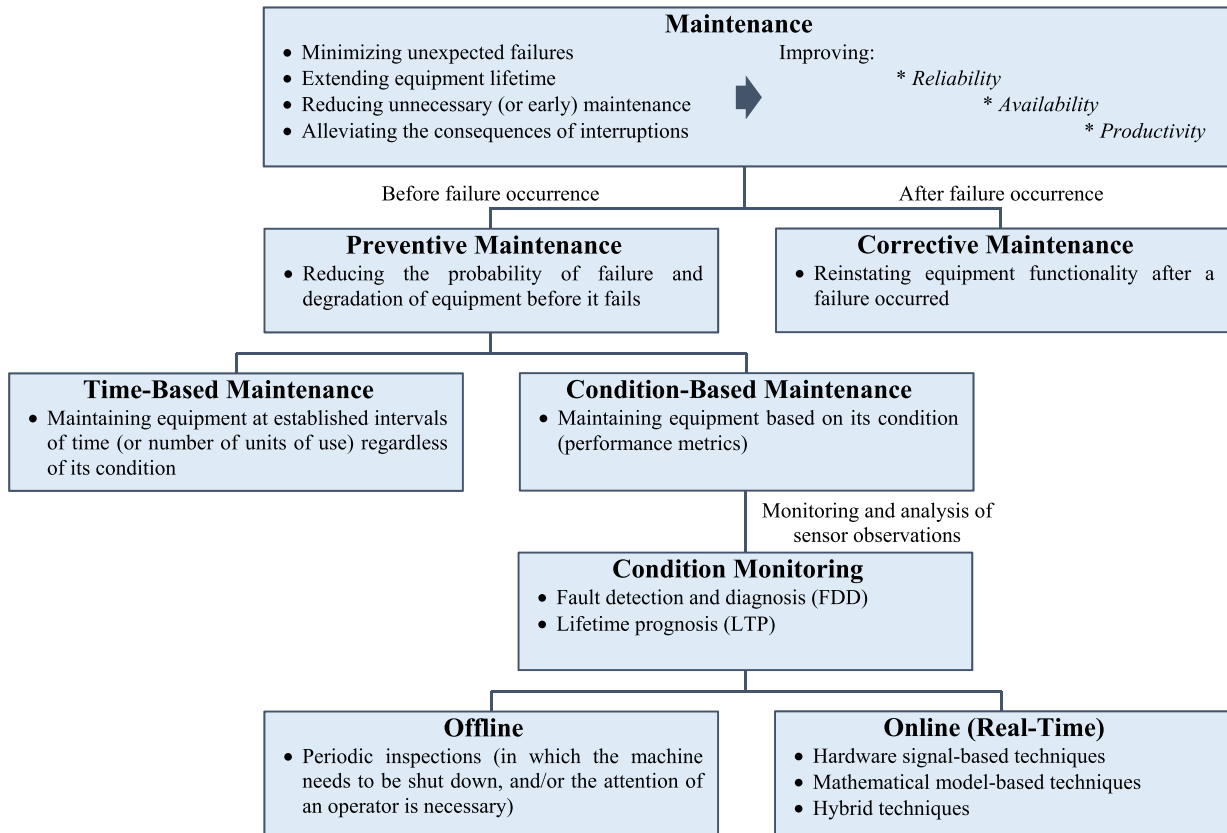 Maintenance
• Minimizing unexpected failures
• Extending equipment lifetime
• Reducing unnecessary (or early) maintenance
• Alleviating the consequences of interruptions
Improving:
* Reliability
* Availability
* Productivity
Before failure occurrence
After failure occurrence
Preventive Maintenance
• Reducing the probability of failure and
degradation of equipment before it fails
Corrective Maintenance
• Reinstating equipment functionality after a
failure occurred
Time-Based Maintenance
• Maintaining equipment at established intervals
of time (or number of units of use) regardless
of its condition
Condition-Based Maintenance
• Maintaining equipment based on its condition
(performance metrics)
Monitoring and analysis of
sensor observations
Condition Monitoring
• Fault detection and diagnosis (FDD)
• Lifetime prognosis (LTP)
Offline
• Periodic inspections (in which the machine
needs to be shut down, and/or the attention of
an operator is necessary)
Online (Real-Time)
• Hardware signal-based techniques
• Mathematical model-based techniques
• Hybrid techniques